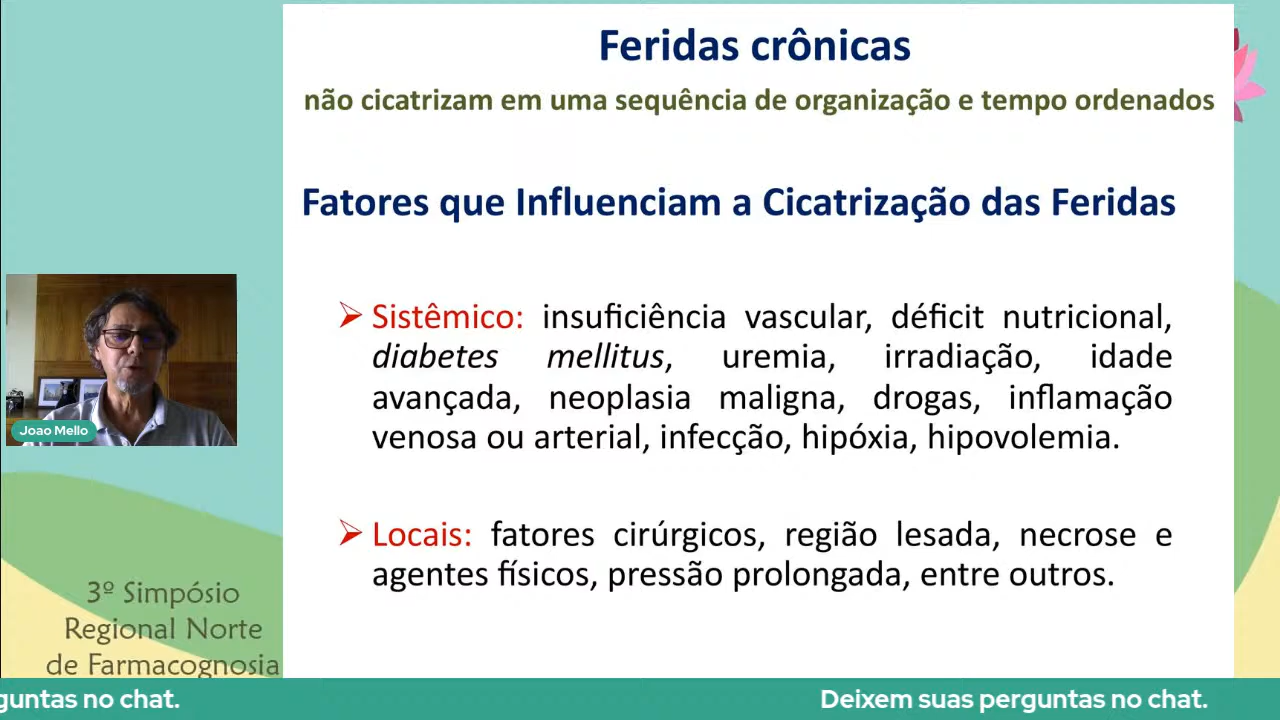 Feridas crônicas
não cicatrizam em uma sequência de organização e tempo ordenados
Fatores que Influenciam a Cicatrização das Feridas
Sistêmico: insuficiência vascular, déficit nutricional,
diabetes mellitus, uremia, irradiação, idade
avançada, neoplasia maligna, drogas, inflamação
venosa ou arterial, infecção, hipóxia, hipovolemia.
Locais: fatores cirúrgicos, região lesada, necrose e
agentes físicos, pressão prolongada, entre outros.
Joao Mello
3º Simpósio
Regional Norte
de Farmacognosia
guntas no chat.
Deixem suas perguntas no chat.